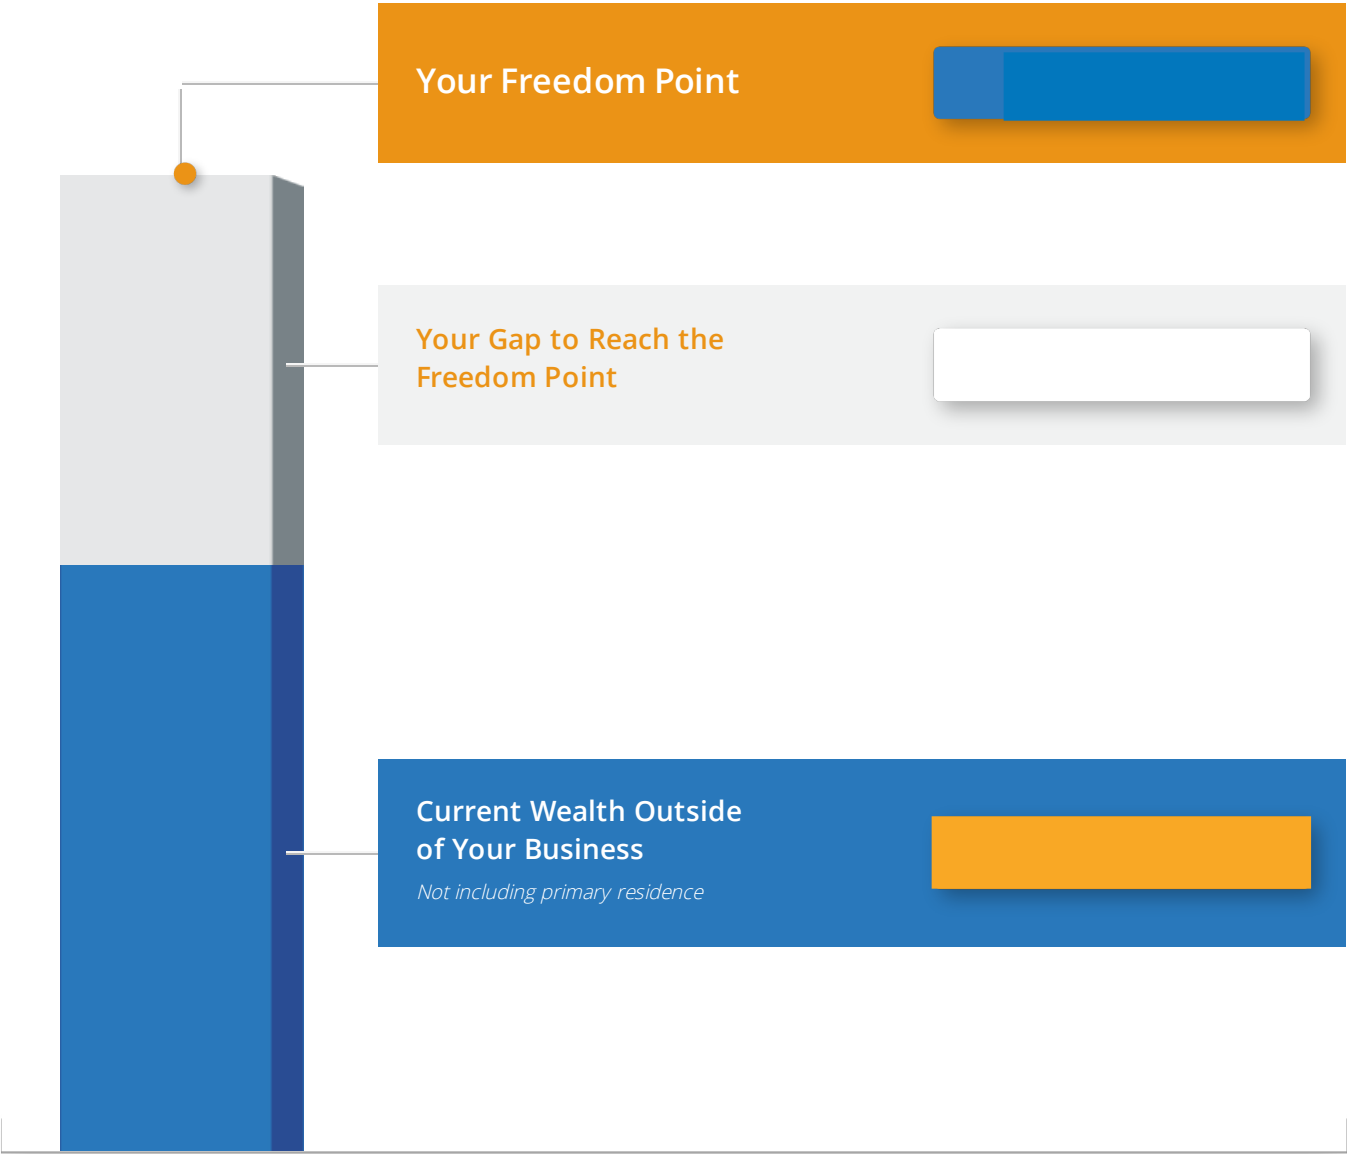 Your Freedom Point
Your Gap to Reach the
Freedom Point
Current Wealth Outside
of Your Business
Not including primary residence